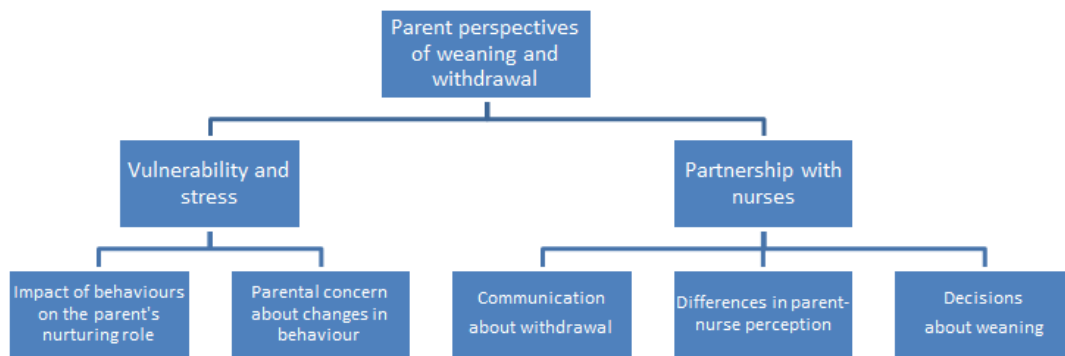 Parent perspectives
of weaning and
withdrawal
Vulnerability and
stress
Partnership with
nurses
Impact of behaviours
on the parent's
nurturing role
Parental concern
about changes in
behaviour
Communication
about withdrawal
Differences in parent-
nurse perception
Decisions
about weaning